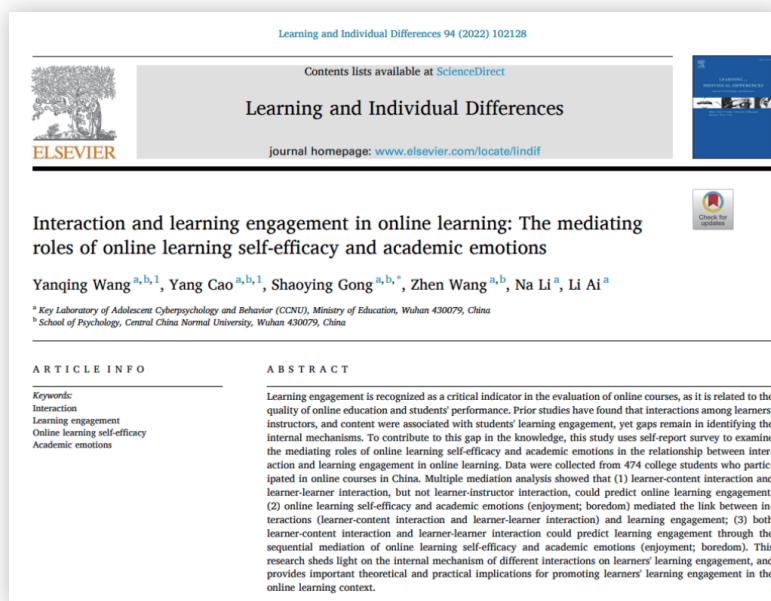 Learning and Individual Differences 94 (2022) 102128
Contents lists available at ScienceDirect
Learning and Individual Differences
journal homepage: www.elsevier.com/locate/lindif
ELSEVIER
LEARNING
INDIVIDUAL DIFFERENCES
Check for
updates
Interaction and learning engagement in online learning: The mediating
roles of online learning self-efficacy and academic emotions
Yanqing Wang a,b,1, Yang Cao a,b,1, Shaoying Gong a,b,*, Zhen Wang a,b, Na Li a, Li Ai a
a Key Laboratory of Adolescent Cyberpsychology and Behavior (CCNU), Ministry of Education, Wuhan 430079, China
b School of Psychology, Central China Normal University, Wuhan 430079, China
ARTICLE INFO
Keywords:
Interaction
Learning engagement
Online learning self-efficacy
Academic emotions
ABSTRACT
Learning engagement is recognized as a critical indicator in the evaluation of online courses, as it is related to the
quality of online education and students' performance. Prior studies have found that interactions among learners
instructors, and content were associated with students' learning engagement, yet gaps remain in identifying the
internal mechanisms. To contribute to this gap in the knowledge, this study uses self-report survey to examine
the mediating roles of online learning self-efficacy and academic emotions in the relationship between inter-
action and learning engagement in online learning. Data were collected from 474 college students who partic-
ipated in online courses in China. Multiple mediation analysis showed that (1) learner-content interaction and
learner-learner interaction, but not learner-instructor interaction, could predict online learning engagement
(2) online learning self-efficacy and academic emotions (enjoyment; boredom) mediated the link between in-
teractions (learner-content interaction and learner-learner interaction) and learning engagement; (3) both
learner-content interaction and learner-learner interaction could predict learning engagement through the
sequential mediation of online learning self-efficacy and academic emotions (enjoyment; boredom). This
research sheds light on the internal mechanism of different interactions on learners' learning engagement, and
provides important theoretical and practical implications for promoting learners' learning engagement in the
online learning context.